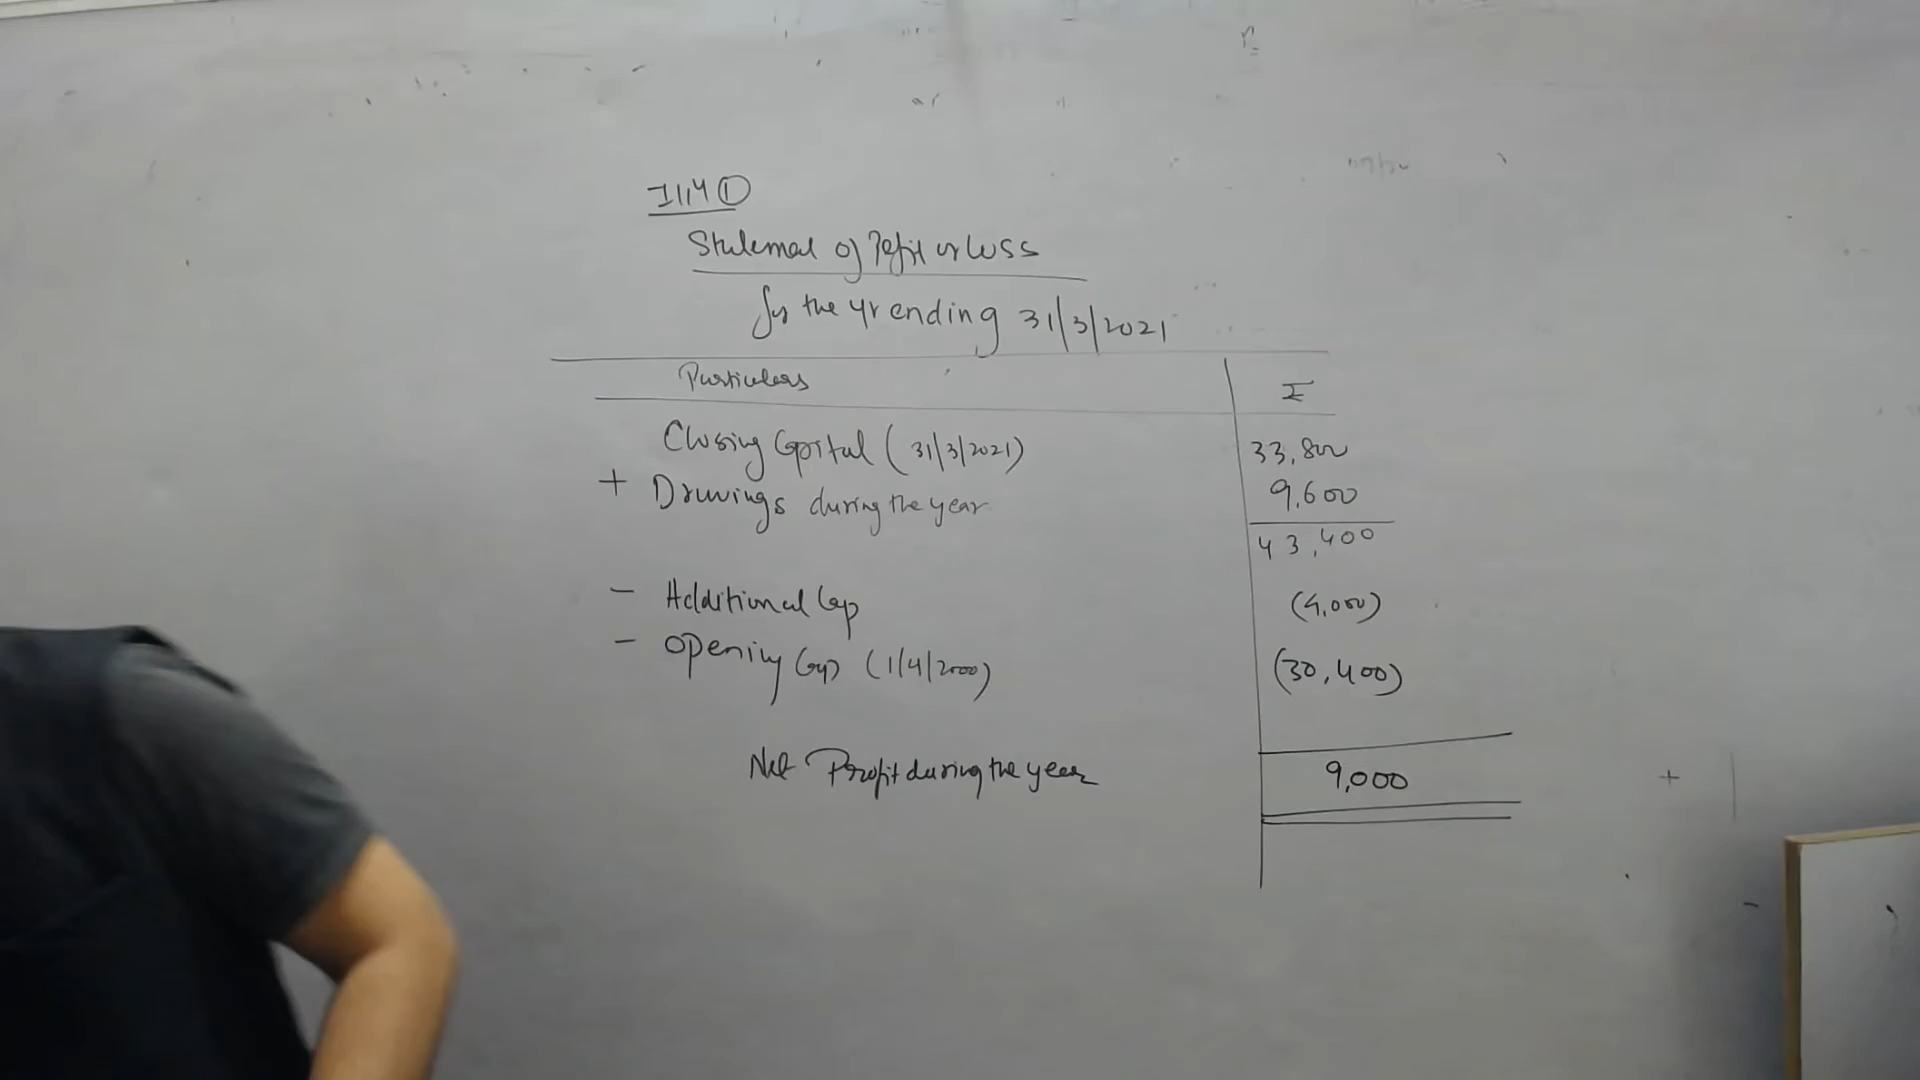 Illu ①
Statement of Profit or Loss
for the yr ending 31/3/2021
Particulars ₹
Closing Capital (31/3/2021) 33,800
+ Drawings during the year 9,600
43,400
- Additional Cap (4,000)
- Opening Cap (1/4/2000) (30,400)
Net Profit during the year 9,000